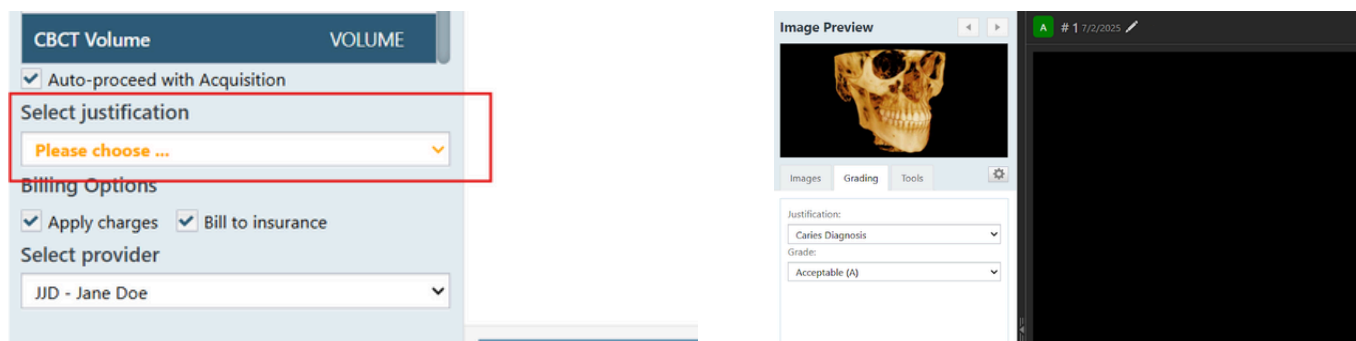 CBCT Volume VOLUME
Auto-proceed with Acquisition
Select justification
Please choose ...
Billing Options
Apply charges Bill to insurance
Select provider
JJD - Jane Doe
Image Preview
Images Grading Tools
Justification:
Caries Diagnosis
Grade:
Acceptable (A)
A # 1 7/2/2025